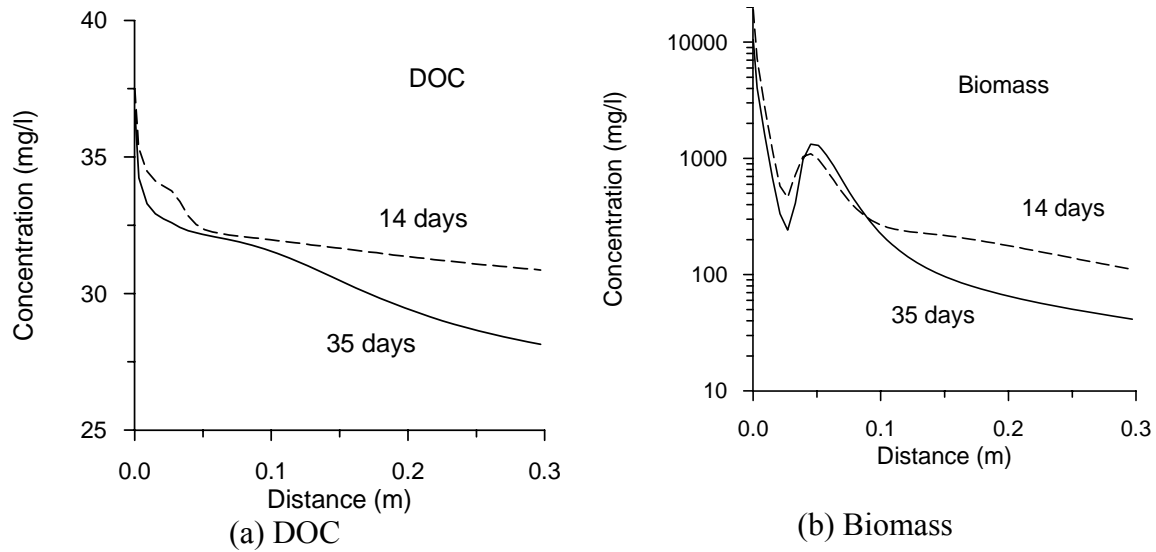 40
35
30
25
Concentration (mg/l)
DOC
14 days
35 days
0.0 0.1 0.2 0.3
Distance (m)
(a) DOC
10000
1000
100
10
Concentration (mg/l)
Biomass
14 days
35 days
0.0 0.1 0.2 0.3
Distance (m)
(b) Biomass